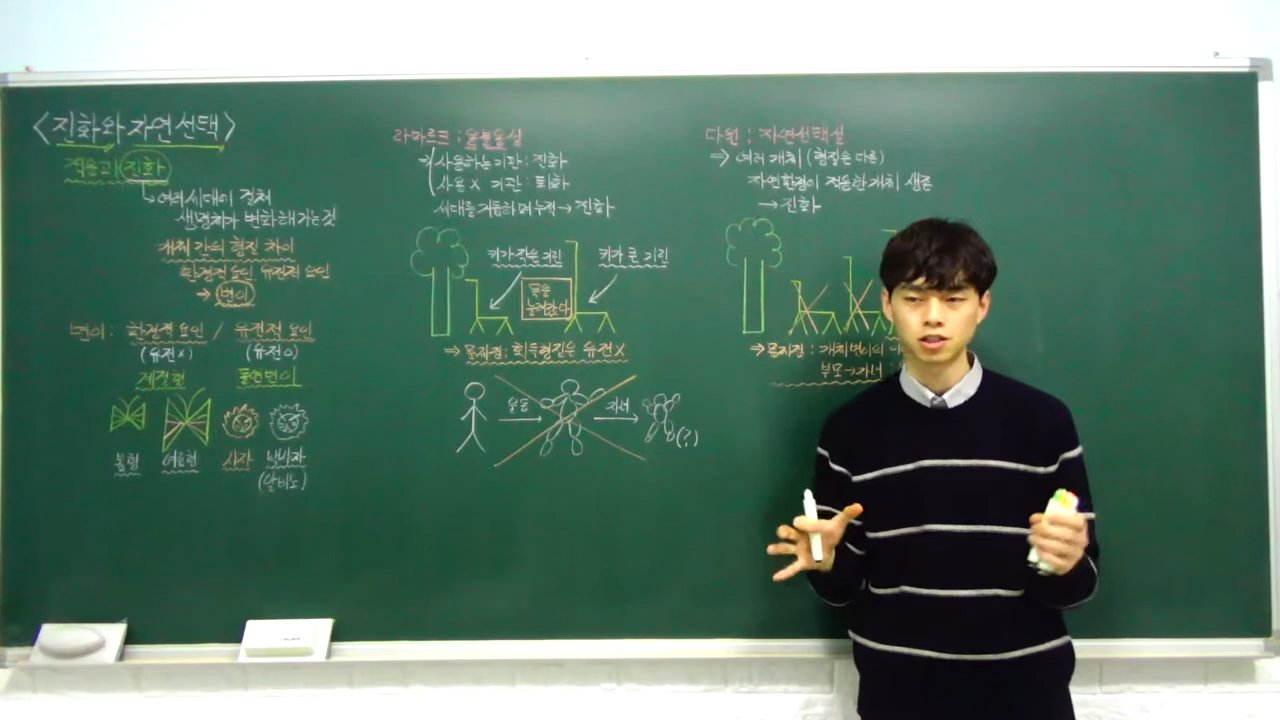 <진화와 자연선택>
적응과 진화
여러 세대에 걸쳐
생명체가 변화해 가는 것
개체 간의 형질 차이
환경적 요인 유전적 요인
→ 변이
변이: 환경적 요인 / 유전적 요인
(유전X) (유전O)
계절형 돌연변이
봄형 여름형 사자 백사자
(알비노)
라마르크 : 용불용설
⇒ 사용하는 기관 : 진화
사용 X 기관 : 퇴화
세대를 거듭하며 누적 → 진화
키가 작은 기린 키가 큰 기린
목을
늘려간다
⇒ 문제점: 획득형질은 유전X
운동 자녀
(?)
다윈 : 자연선택설
⇒ 여러 개체 (형질은 다름)
자연환경에 적응한 개체 생존
→ 진화
⇒ 문제점 : 개체변이의
부모→자녀 :